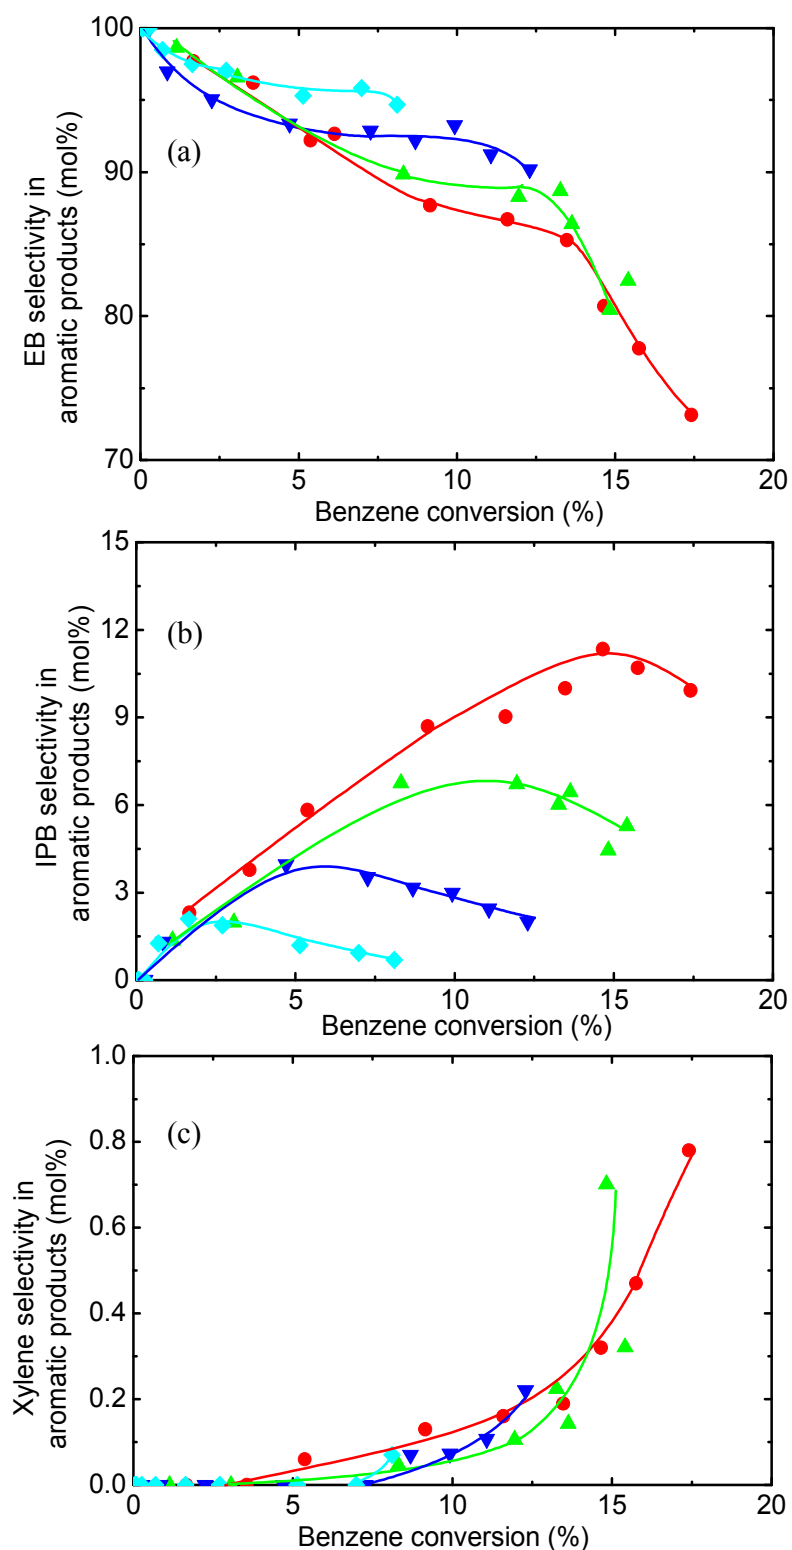 100
90
80
70
EB selectivity in
aromatic products (mol%)
(a)
0
5
10
15
20
Benzene conversion (%)
15
12
9
6
3
0
IPB selectivity in
aromatic products (mol%)
(b)
0
5
10
15
20
Benzene conversion (%)
1.0
0.8
0.6
0.4
0.2
0.0
Xylene selectivity in
aromatic products (mol%)
(c)
0
5
10
15
20
Benzene conversion (%)